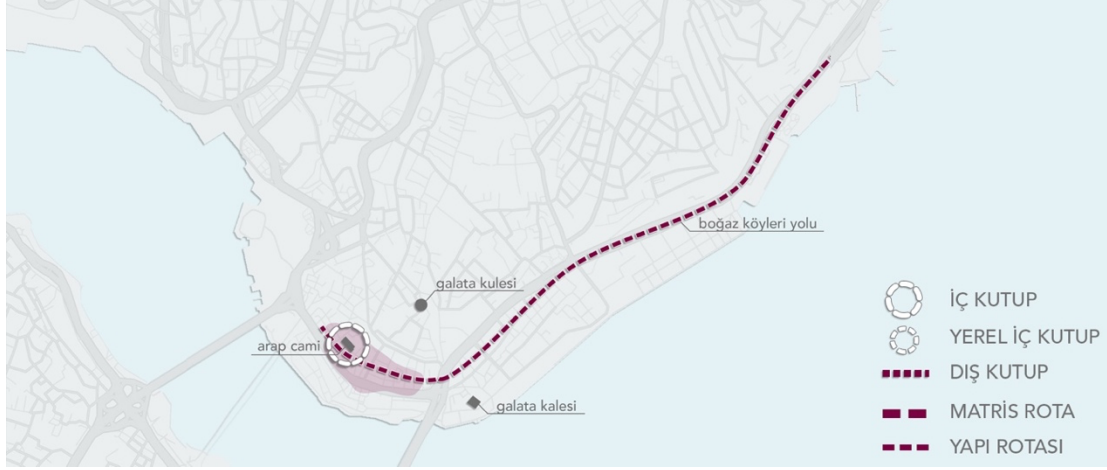 boğaz köyleri yolu
galata kulesi
arap cami
galata kalesi
İÇ KUTUP
YEREL İÇ KUTUP
DIŞ KUTUP
MATRİS ROTA
YAPI ROTASI